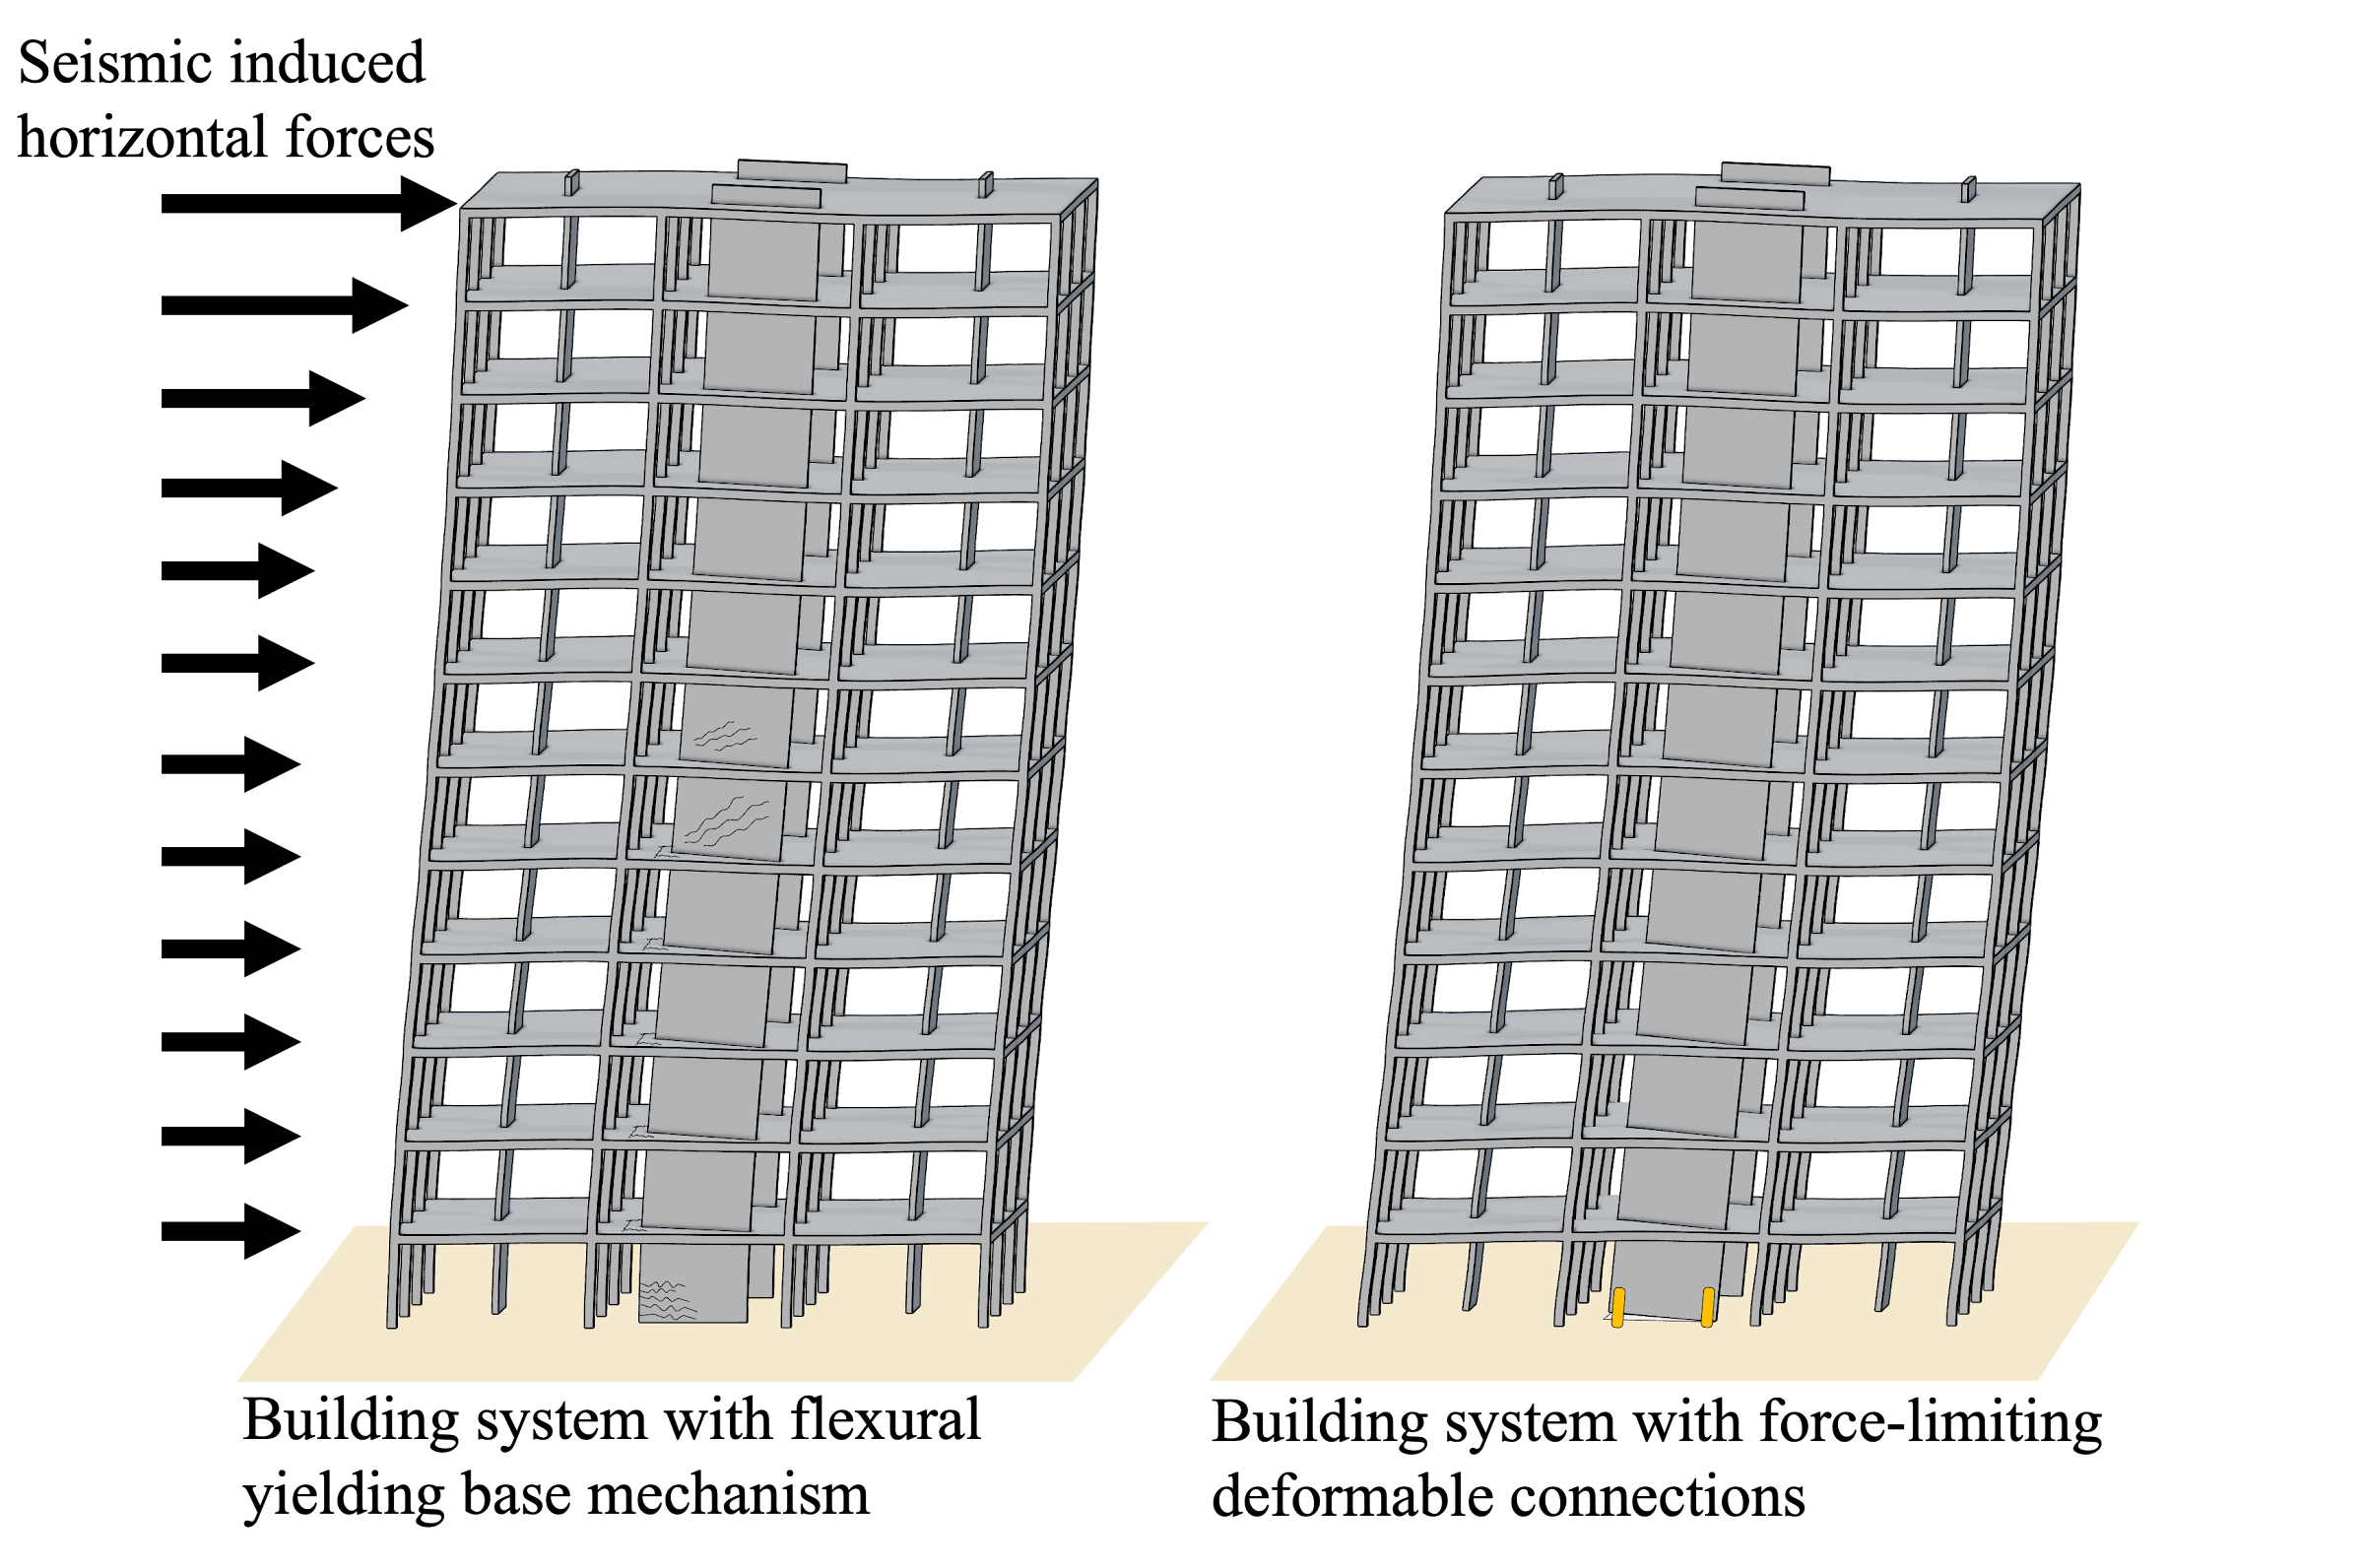 Seismic induced
horizontal forces
Building system with flexural
yielding base mechanism
Building system with force-limiting
deformable connections